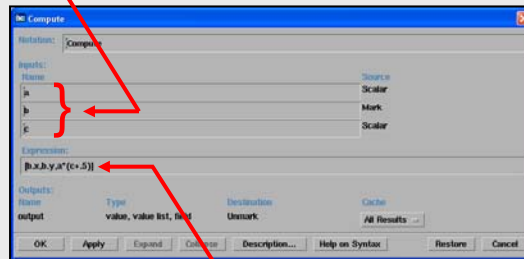 Compute
Notation: Compute
Inputs:
Name Source
a Scalar
b Mark
c Scalar
Expression:
[b.x,b.y,a*(c+.5)]
Outputs:
Name Type Destination Cache
output value, value list, field Unmark All Results
OK Apply Expand Collapse Description... Help on Syntax Restore Cancel